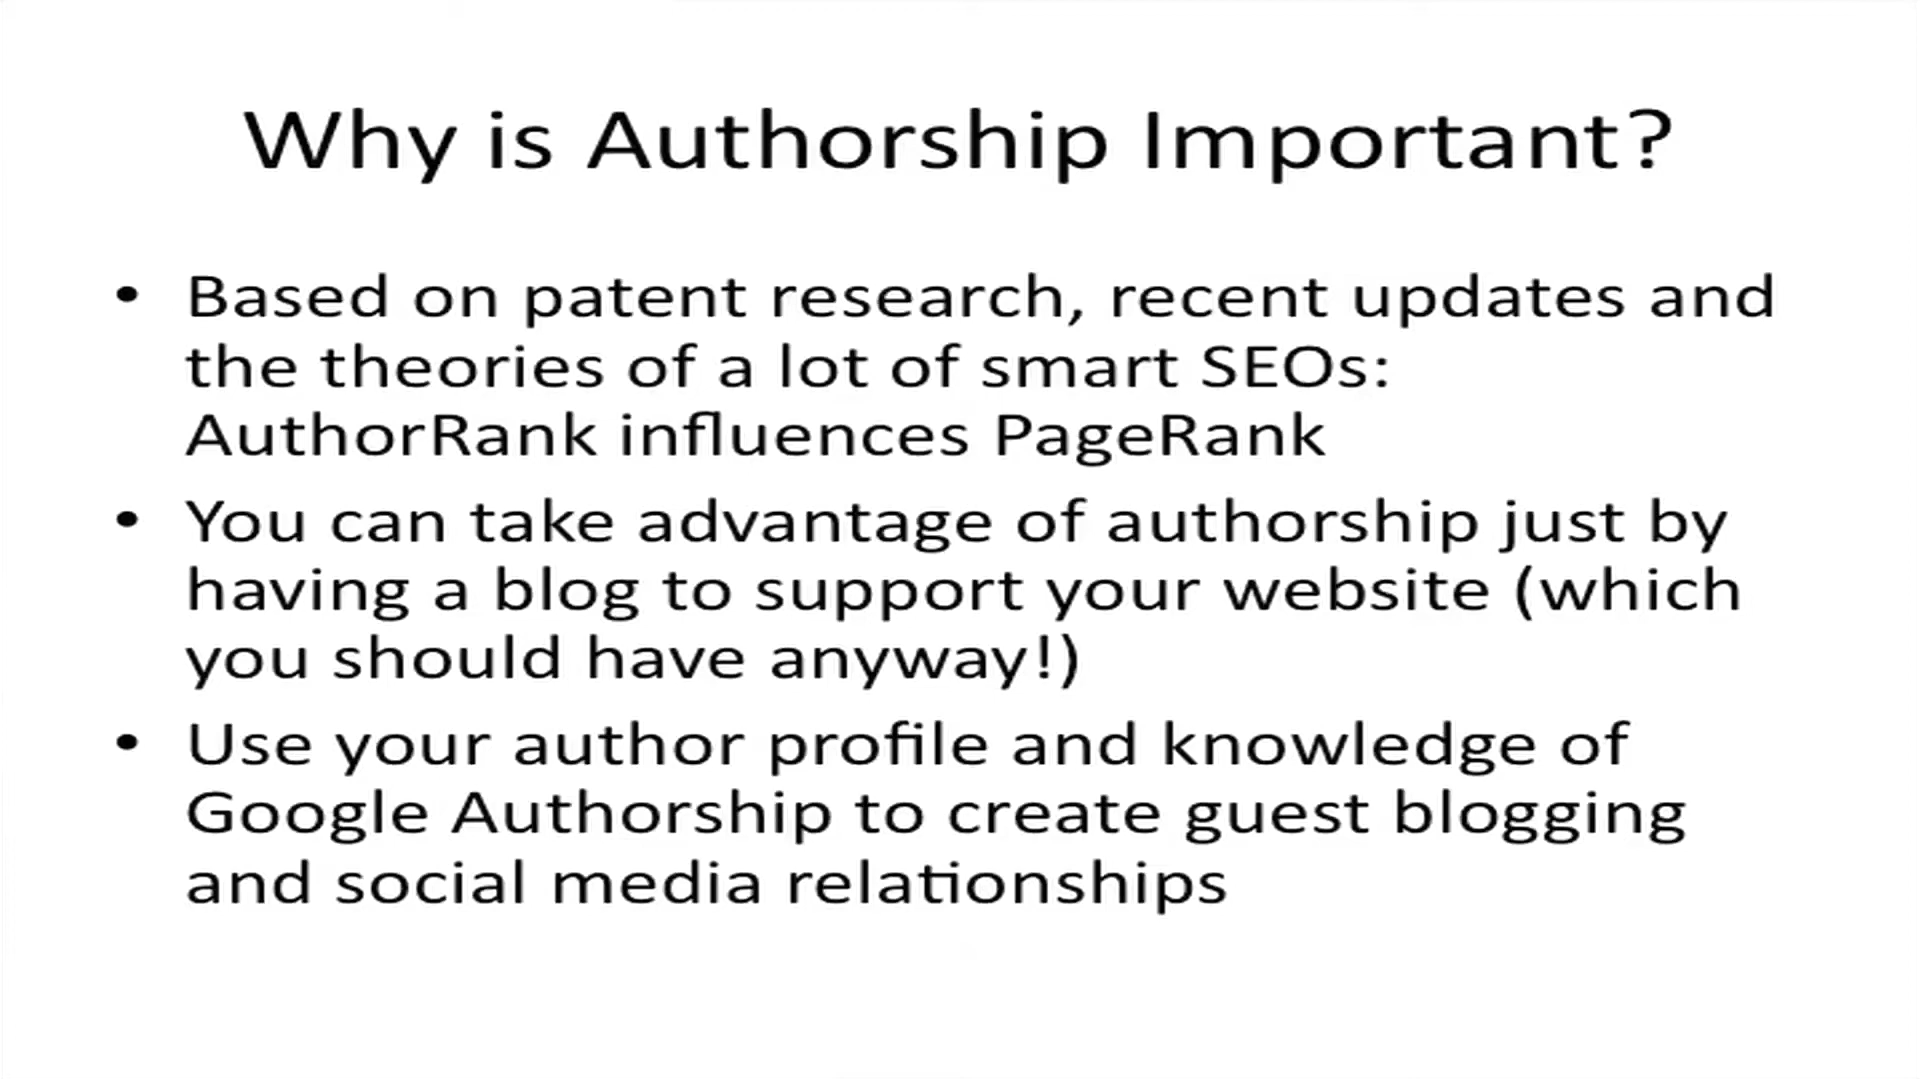 Why is Authorship Important?
• Based on patent research, recent updates and
the theories of a lot of smart SEOs:
AuthorRank influences PageRank
• You can take advantage of authorship just by
having a blog to support your website (which
you should have anyway!)
• Use your author profile and knowledge of
Google Authorship to create guest blogging
and social media relationships